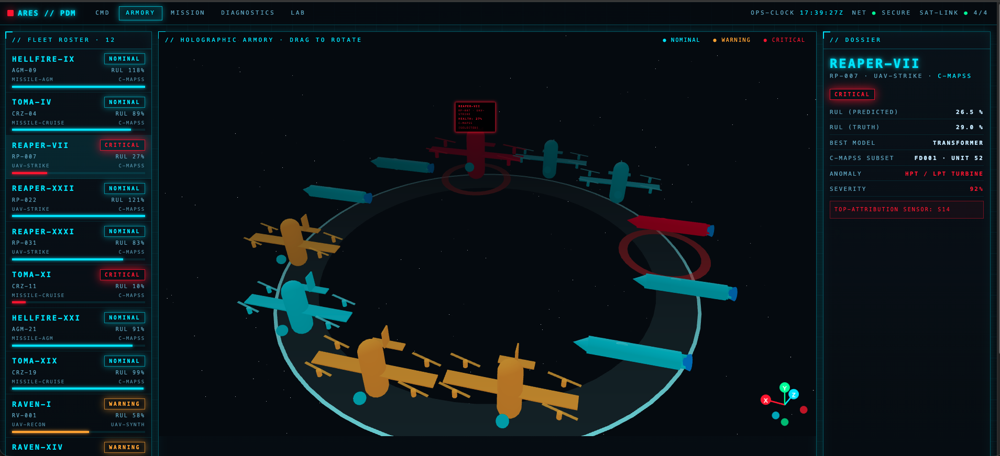 ARES // PDM
CMD
ARMORY
MISSION
DIAGNOSTICS
LAB
OPS-CLOCK 17:39:27Z NET ● SECURE SAT-LINK ● 4/4
// FLEET ROSTER · 12
HELLFIRE-IX NOMINAL
AGM-09 RUL 118%
MISSILE-AGM C-MAPSS
TOMA-IV NOMINAL
CRZ-04 RUL 89%
MISSILE-CRUISE C-MAPSS
REAPER-VII CRITICAL
RP-007 RUL 27%
UAV-STRIKE C-MAPSS
REAPER-XXII NOMINAL
RP-022 RUL 121%
UAV-STRIKE C-MAPSS
REAPER-XXXI NOMINAL
RP-031 RUL 83%
UAV-STRIKE C-MAPSS
TOMA-XI CRITICAL
CRZ-11 RUL 10%
MISSILE-CRUISE C-MAPSS
HELLFIRE-XXI NOMINAL
AGM-21 RUL 91%
MISSILE-AGM C-MAPSS
TOMA-XIX NOMINAL
CRZ-19 RUL 99%
MISSILE-CRUISE C-MAPSS
RAVEN-I WARNING
RV-001 RUL 58%
UAV-RECON UAV-SYNTH
RAVEN-XIV WARNING
// HOLOGRAPHIC ARMORY · DRAG TO ROTATE
● NOMINAL ● WARNING ● CRITICAL
REAPER-VII
RP-007 · UAV-
STRIKE
HEALTH: 27%
C-MAPSS
[SELECTED]
Y
Z
X
// DOSSIER
REAPER-VII
RP-007 · UAV-STRIKE · C-MAPSS
CRITICAL
RUL (PREDICTED) 26.5 %
RUL (TRUTH) 29.0 %
BEST MODEL TRANSFORMER
C-MAPSS SUBSET FD001 · UNIT 52
ANOMALY HPT / LPT TURBINE
SEVERITY 92%
TOP-ATTRIBUTION SENSOR: S14